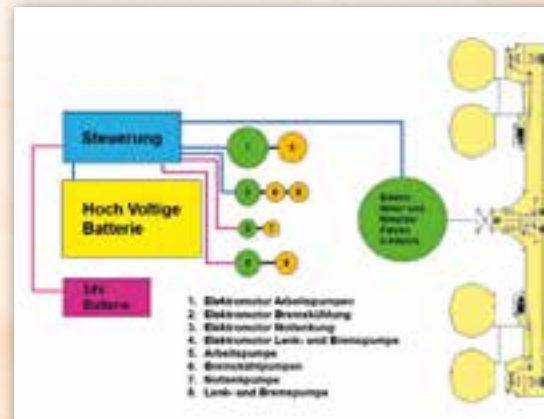 Steuerung
Hoch Voltige
Batterie
24V
Batterie
1. Elektromotor Arbeitspumpen
2. Elektromotor Bremskühlung
3. Elektromotor Notlenkung
4. Elektromotor Lenk- und Bremspumpe
5. Arbeitspumpe
6. Bremskühlpumpen
7. Notlenkpumpe
8. Lenk- und Bremspumpe